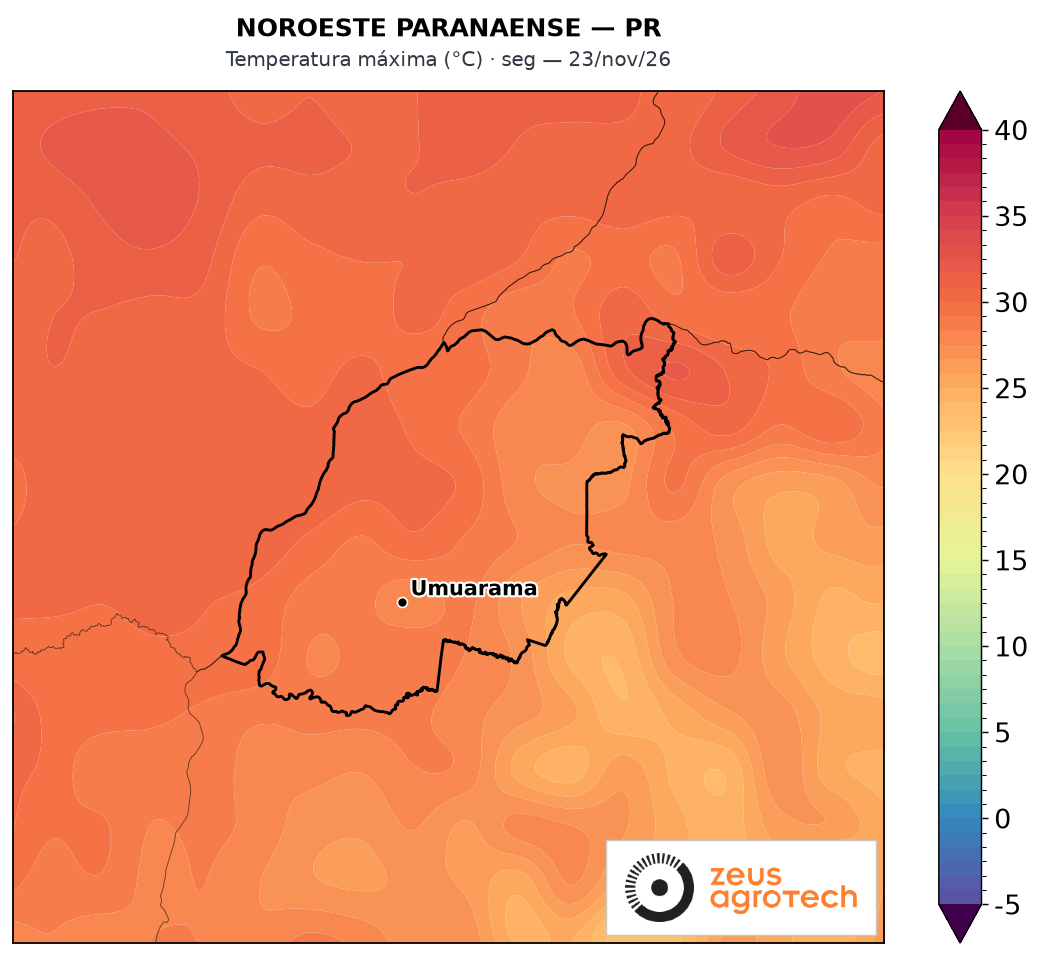 NOROESTE PARANAENSE — PR
Temperatura máxima (°C) · seg — 23/nov/26
40
35
30
25
20
15
10
5
0
-5
Umuarama
zeus
agrotech